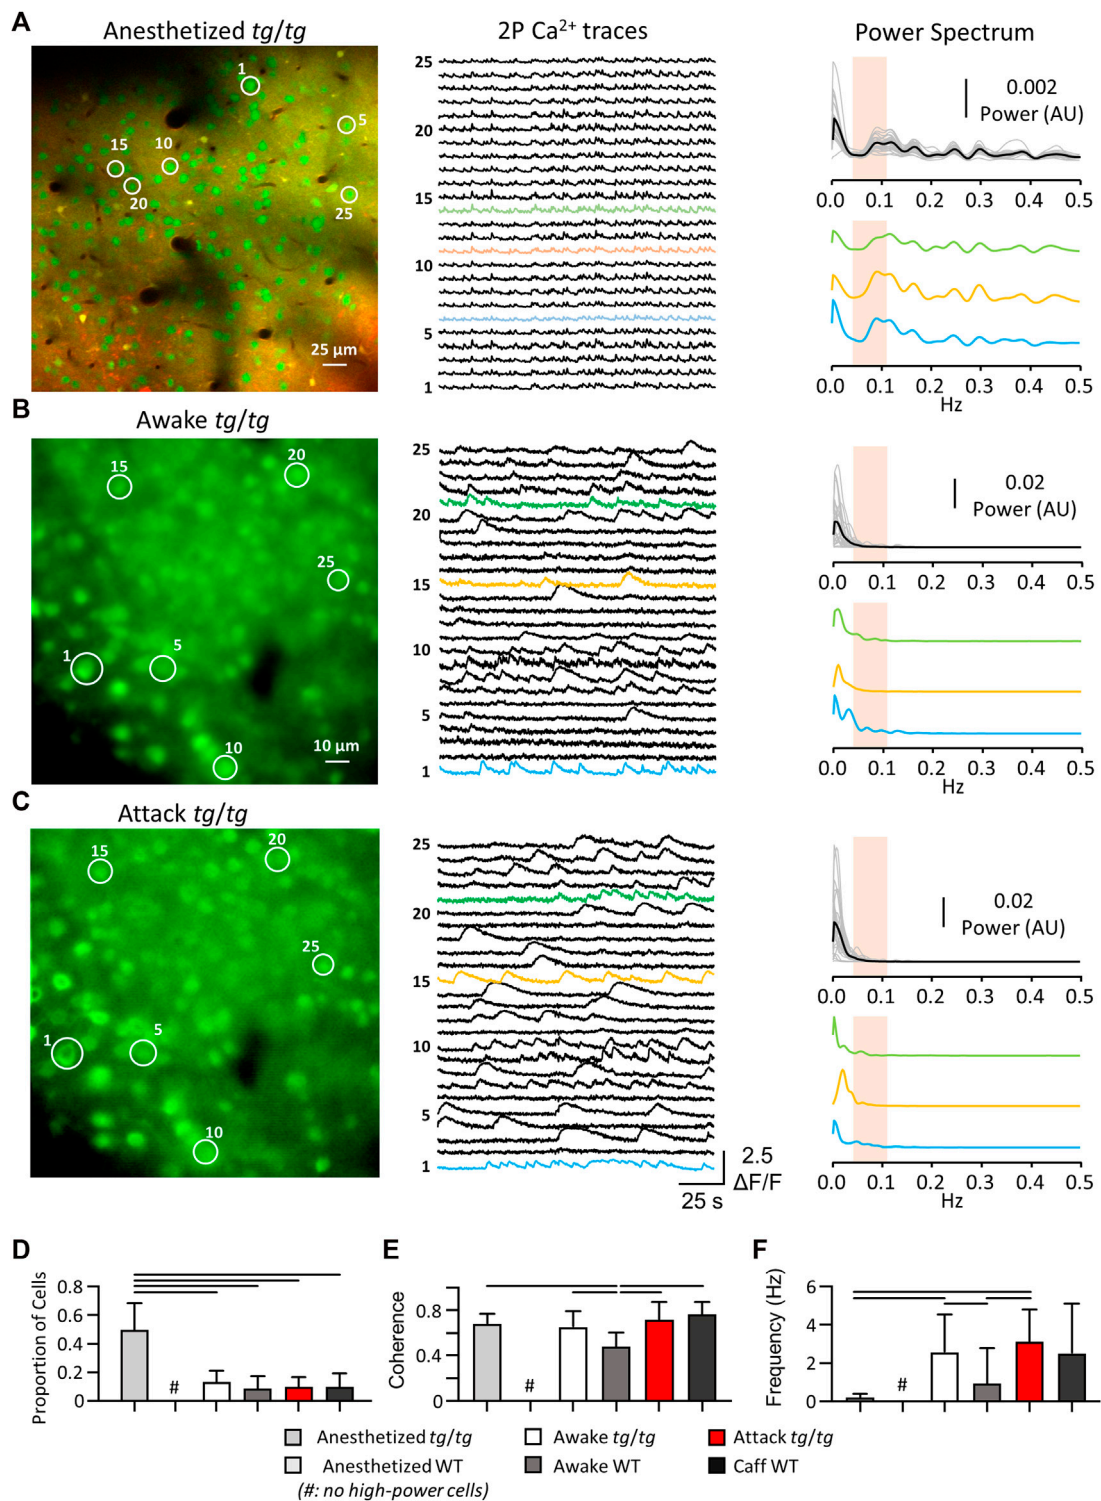 A
Anesthetized tg/tg
2P Ca²⁺ traces
Power Spectrum
1
5
15
10
20
25
25 µm
25
20
15
10
5
1
0.002
Power (AU)
0.0 0.1 0.2 0.3 0.4 0.5
0.0 0.1 0.2 0.3 0.4 0.5
Hz
B
Awake tg/tg
15
20
25
1
5
10
10 µm
25
20
15
10
5
1
0.02
Power (AU)
0.0 0.1 0.2 0.3 0.4 0.5
0.0 0.1 0.2 0.3 0.4 0.5
Hz
C
Attack tg/tg
15
20
25
1
5
10
25
20
15
10
5
1
2.5
ΔF/F
25 s
0.02
Power (AU)
0.0 0.1 0.2 0.3 0.4 0.5
0.0 0.1 0.2 0.3 0.4 0.5
Hz
D
Proportion of Cells
0.8
0.6
0.4
0.2
0
#
E
Coherence
0.8
0.4
0
#
F
Frequency (Hz)
6
4
2
0
#
Anesthetized tg/tg
Awake tg/tg
Attack tg/tg
Anesthetized WT
Awake WT
Caff WT
(#: no high-power cells)